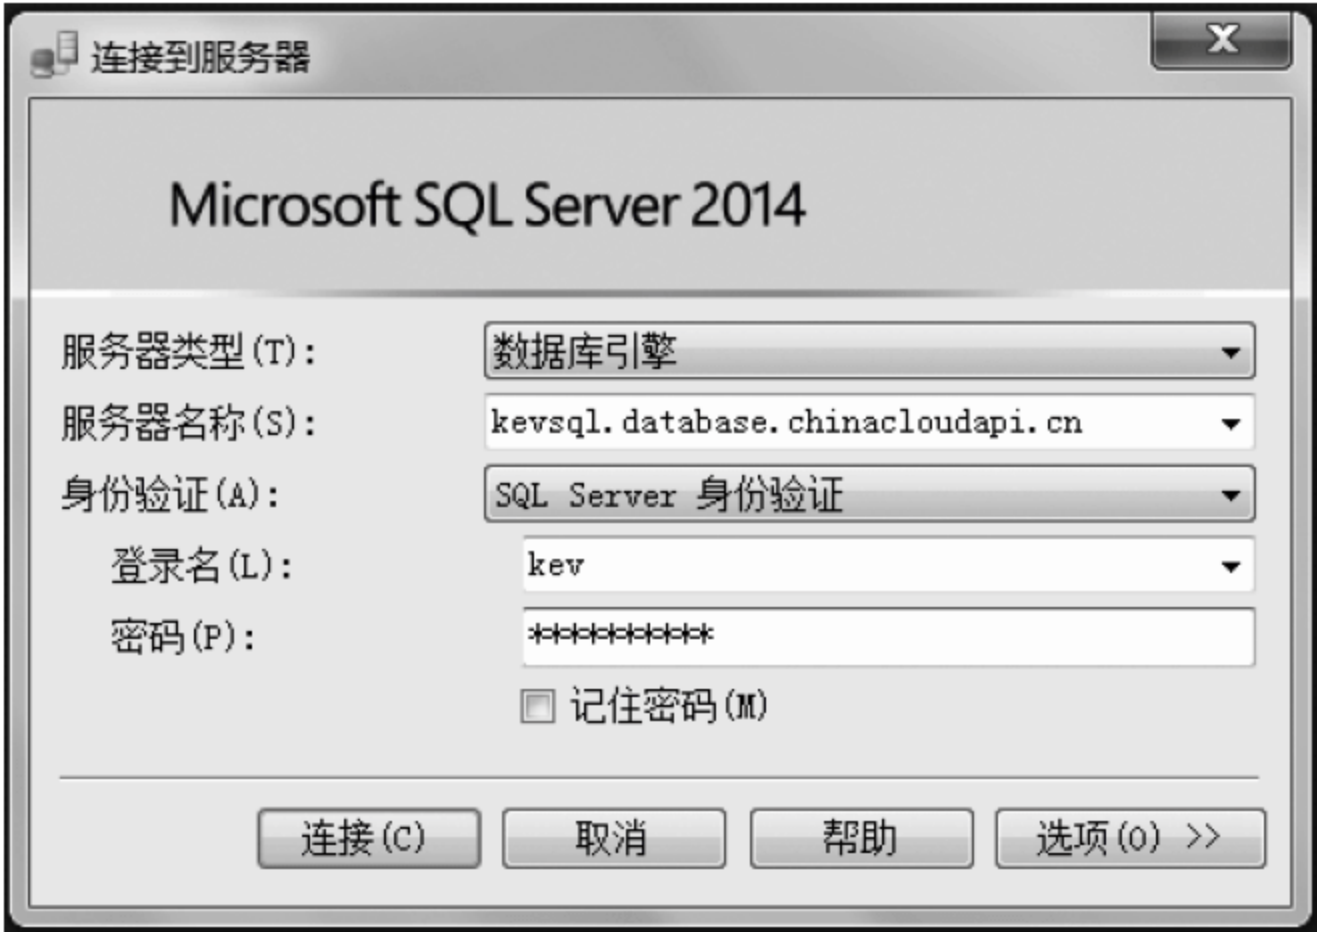 连接到服务器
X
Microsoft SQL Server 2014
服务器类型(T): 数据库引擎
服务器名称(S): kevsql.database.chinacloudapi.cn
身份验证(A): SQL Server 身份验证
登录名(L): kev
密码(P): **********
记住密码(M)
连接(C) 取消 帮助 选项(O) >>